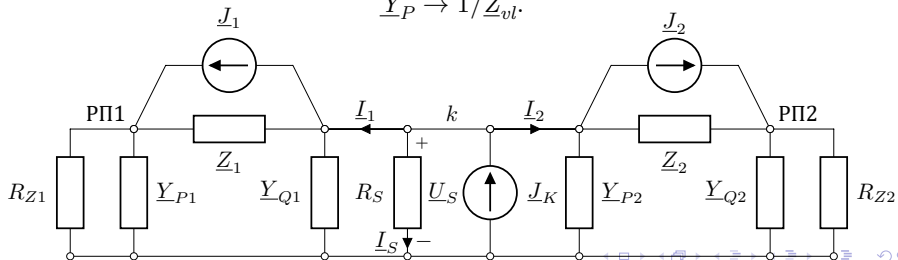 Y_P → 1/Z_vl.
J_1
J_2
РП1
I_1
k
I_2
РП2
Z_1
Z_2
R_Z1
Y_P1
Y_Q1
R_S
+
U_S
J_K
Y_P2
Y_Q2
R_Z2
I_S
−